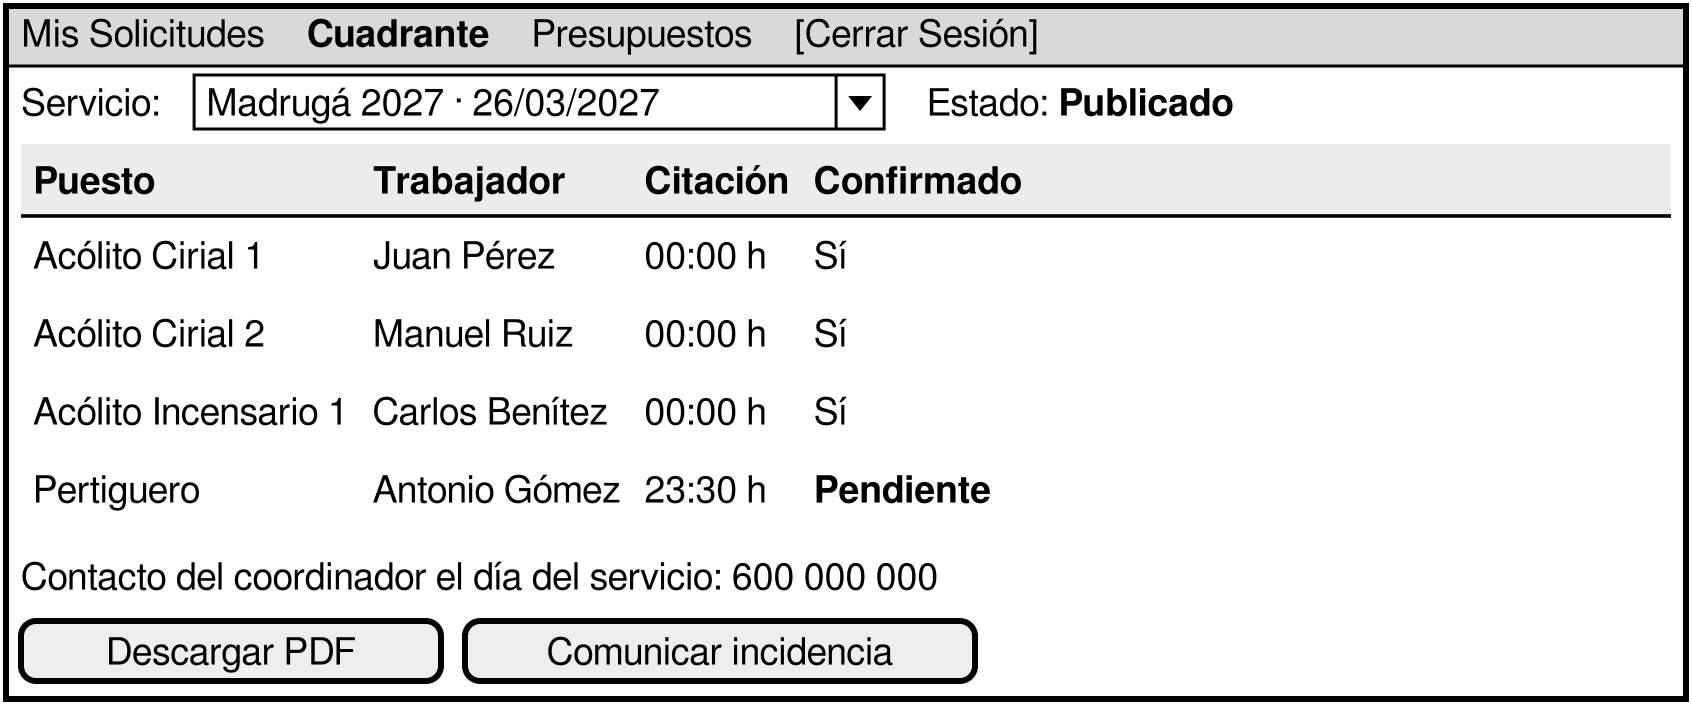 Mis Solicitudes Cuadrante Presupuestos [Cerrar Sesión]
Servicio: Madrugá 2027 · 26/03/2027 Estado: Publicado
Puesto Trabajador Citación Confirmado
Acólito Cirial 1 Juan Pérez 00:00 h Sí
Acólito Cirial 2 Manuel Ruiz 00:00 h Sí
Acólito Incensario 1 Carlos Benítez 00:00 h Sí
Pertiguero Antonio Gómez 23:30 h Pendiente
Contacto del coordinador el día del servicio: 600 000 000
Descargar PDF Comunicar incidencia